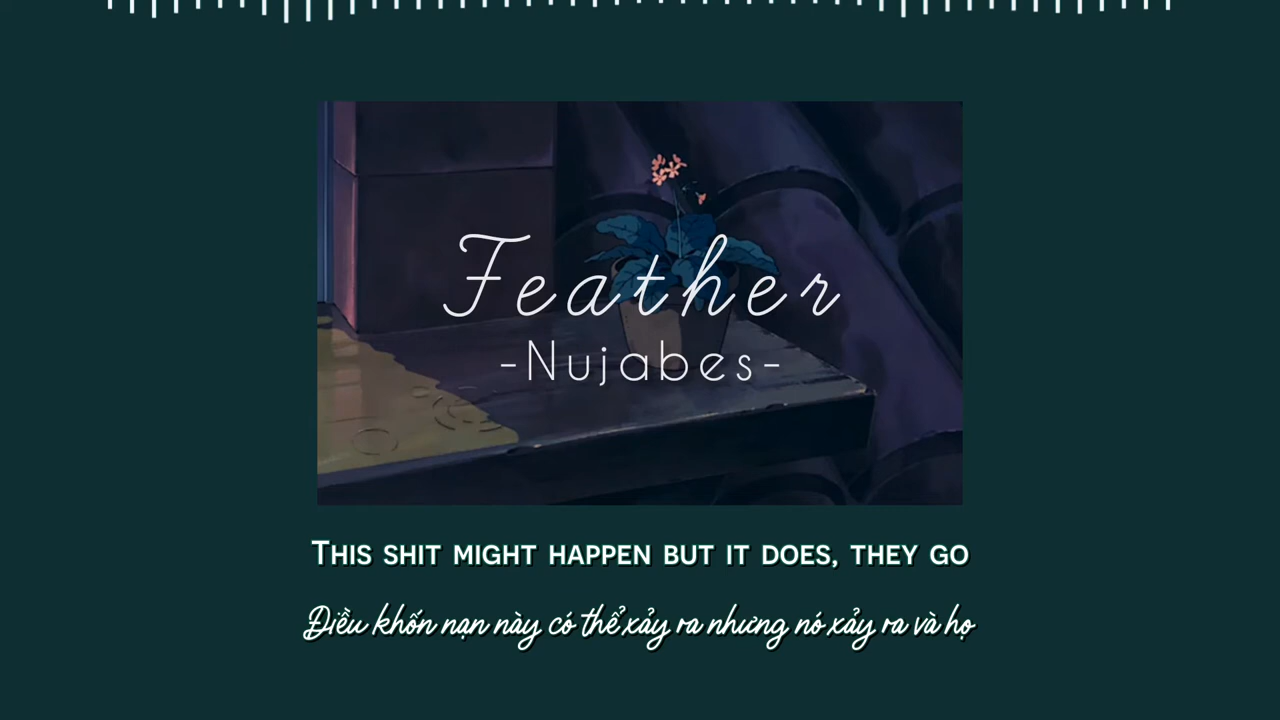 Feather
-Nujabes-
This shit might happen but it does, they go
Điều khốn nạn này có thể xảy ra nhưng nó xảy ra và họ